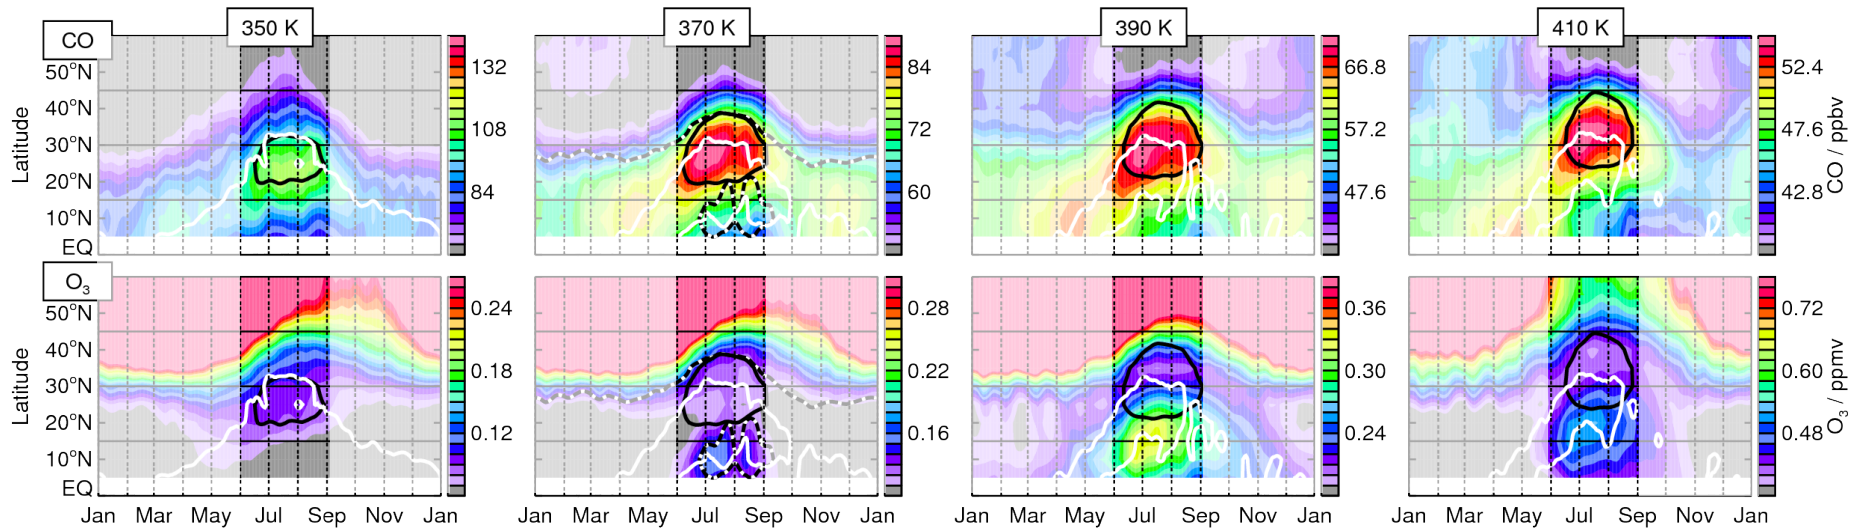 350 K
370 K
390 K
410 K
CO
Latitude
50°N
40°N
30°N
20°N
10°N
EQ
132
108
84
84
72
60
66.8
57.2
47.6
52.4
47.6
42.8
CO / ppbv
O3
Latitude
50°N
40°N
30°N
20°N
10°N
EQ
0.24
0.18
0.12
0.28
0.22
0.16
0.36
0.30
0.24
0.72
0.60
0.48
O3 / ppmv
Jan Mar May Jul Sep Nov Jan
Jan Mar May Jul Sep Nov Jan
Jan Mar May Jul Sep Nov Jan
Jan Mar May Jul Sep Nov Jan